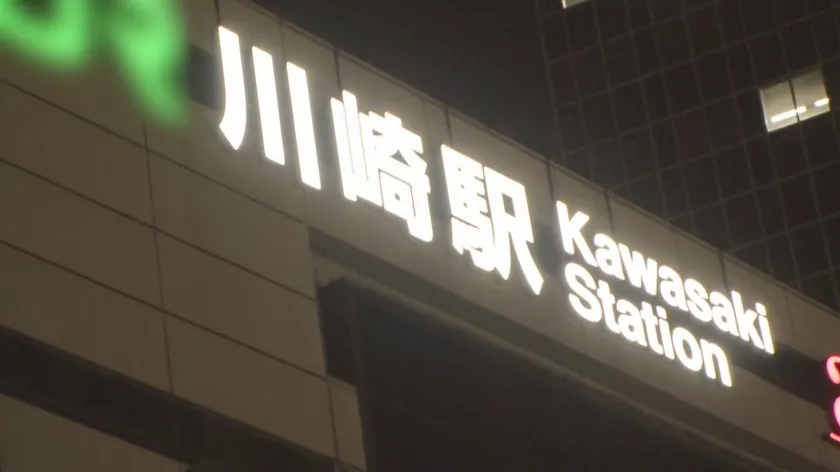 川崎駅
Kawasaki
Station